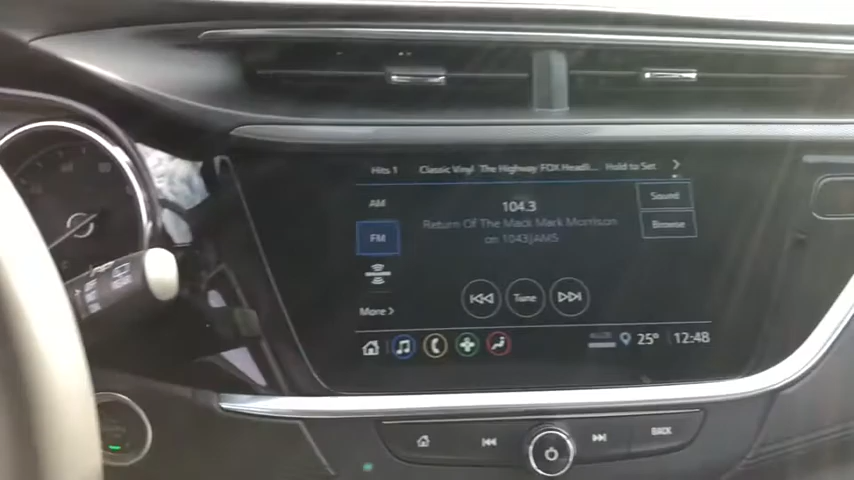 Hits 1 Classic Vinyl The Highway FOX Headli... Hold to Set
AM
104.3
Sound
FM
Return Of The Mack Mark Morrison
on 1043JAMS
Browse
Tune
More
25° 12:48
BACK